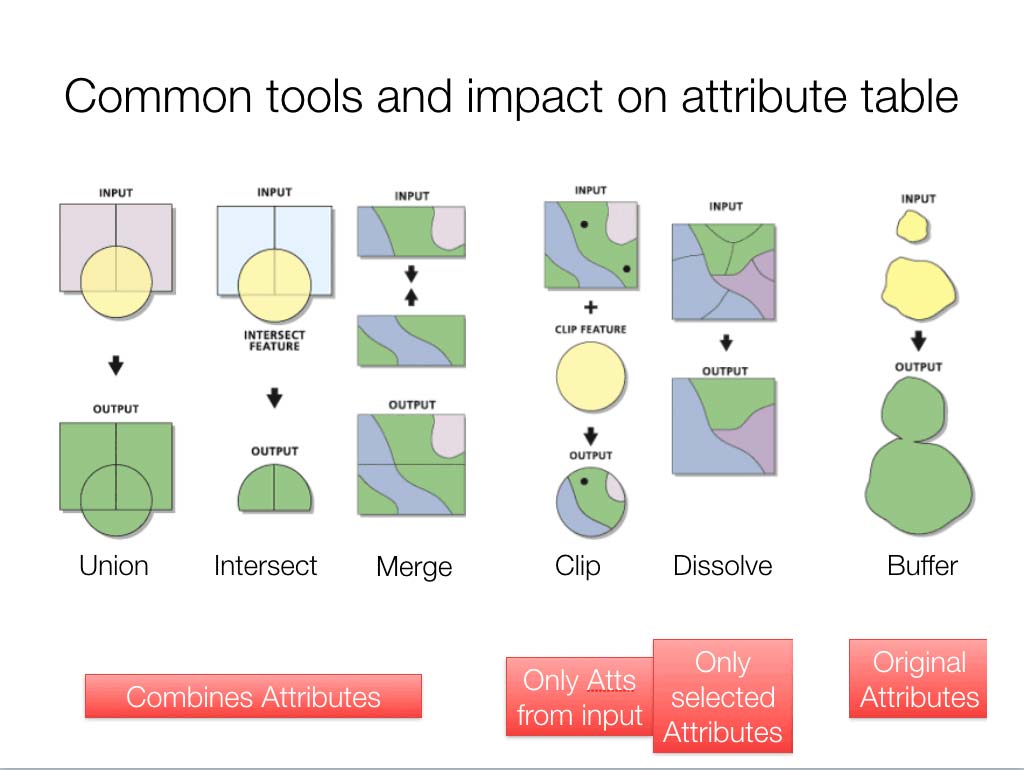 Common tools and impact on attribute table
INPUT
OUTPUT
Union
INPUT
INTERSECT
FEATURE
OUTPUT
Intersect
INPUT
OUTPUT
Merge
INPUT
+
CLIP FEATURE
OUTPUT
Clip
INPUT
OUTPUT
Dissolve
INPUT
OUTPUT
Buffer
Combines Attributes
Only Atts
from input
Only
selected
Attributes
Original
Attributes